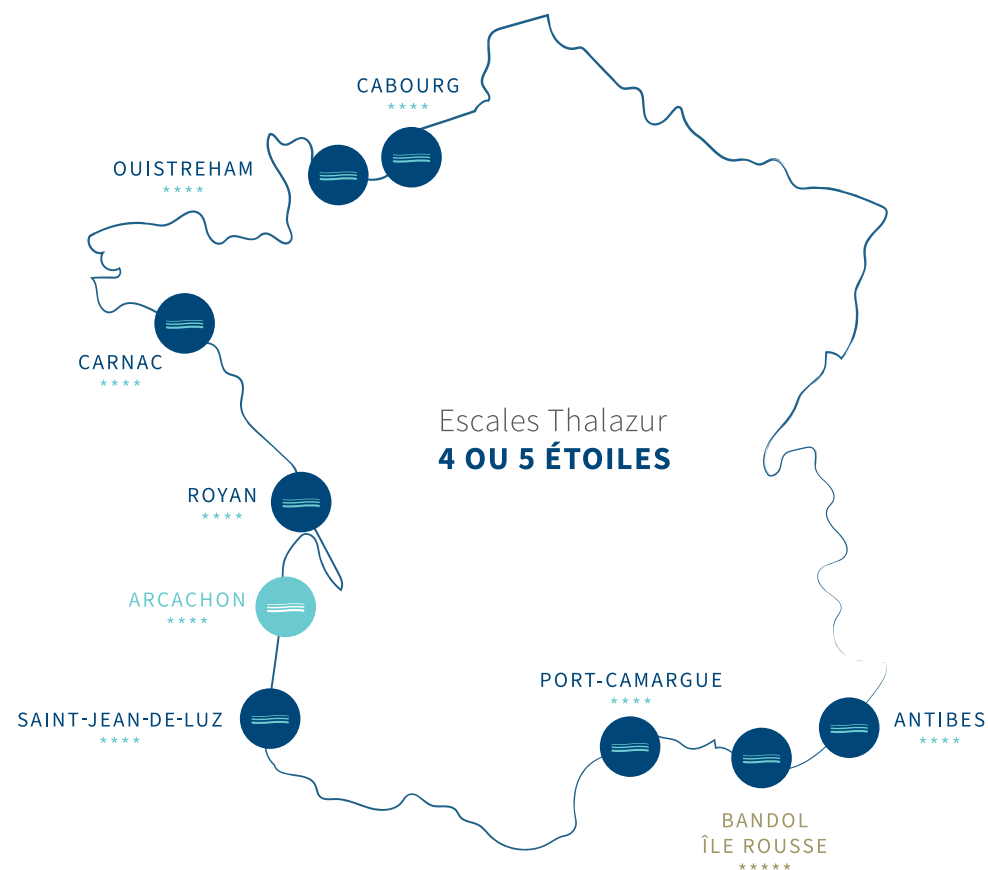 CABOURG
****
OUISTREHAM
****
CARNAC
****
Escales Thalazur
4 OU 5 ÉTOILES
ROYAN
****
ARCACHON
****
SAINT-JEAN-DE-LUZ
****
PORT-CAMARGUE
****
ANTIBES
****
BANDOL
ÎLE ROUSSE
*****